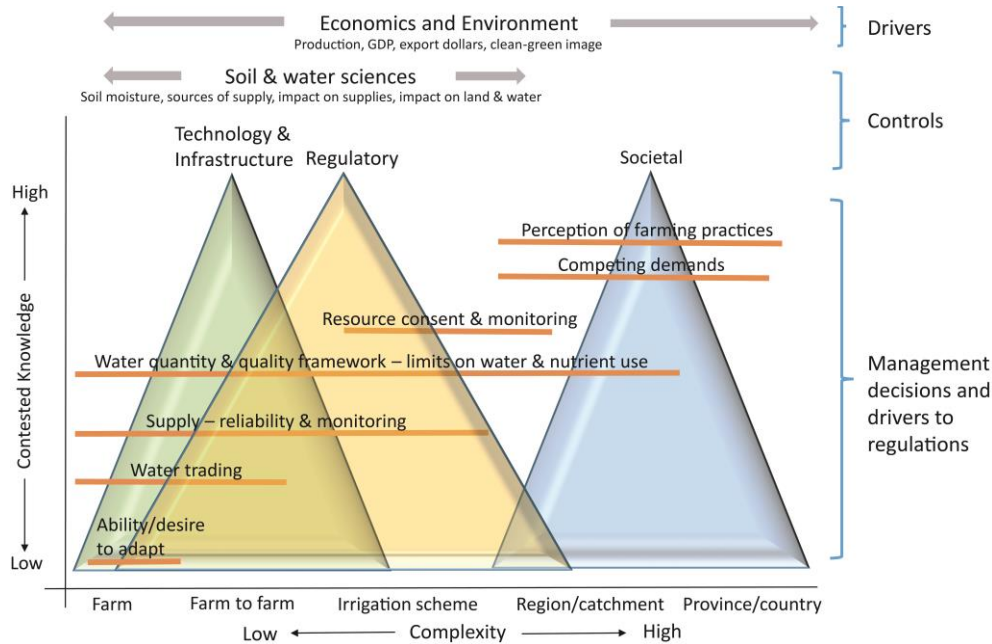 Economics and Environment
Production, GDP, export dollars, clean-green image
Drivers
Soil & water sciences
Soil moisture, sources of supply, impact on supplies, impact on land & water
Controls
Technology &
Infrastructure
Regulatory
Societal
High
Contested Knowledge
Low
Perception of farming practices
Competing demands
Resource consent & monitoring
Water quantity & quality framework – limits on water & nutrient use
Supply – reliability & monitoring
Water trading
Ability/desire
to adapt
Management
decisions and
drivers to
regulations
Farm
Farm to farm
Irrigation scheme
Region/catchment
Province/country
Low
Complexity
High